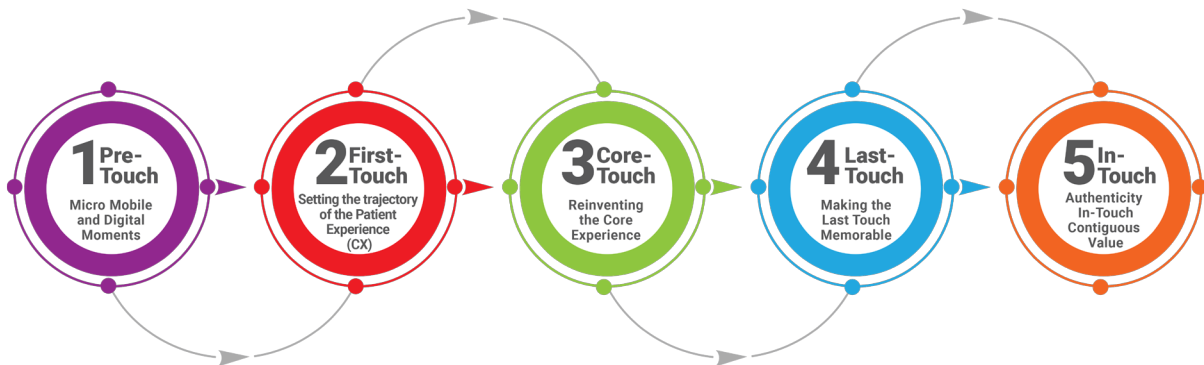 1 Pre-
Touch
Micro Mobile
and Digital
Moments
2 First-
Touch
Setting the trajectory
of the Patient
Experience
(CX)
3 Core-
Touch
Reinventing
the Core
Experience
4 Last-
Touch
Making the
Last Touch
Memorable
5 In-
Touch
Authenticity
In-Touch
Contiguous
Value